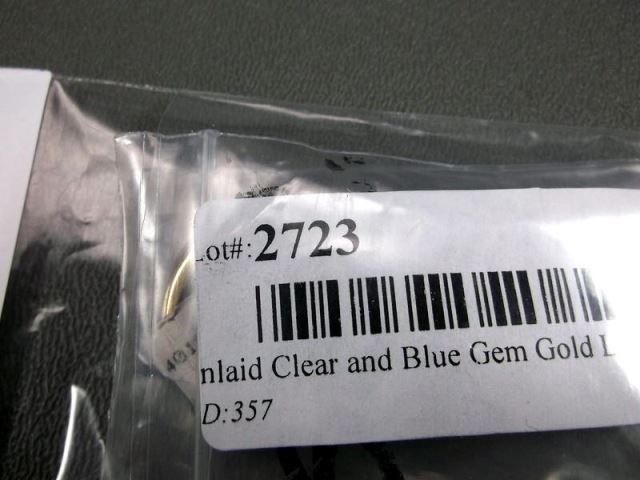 Lot#:2723
nlaid Clear and Blue Gem Gold L
D:357